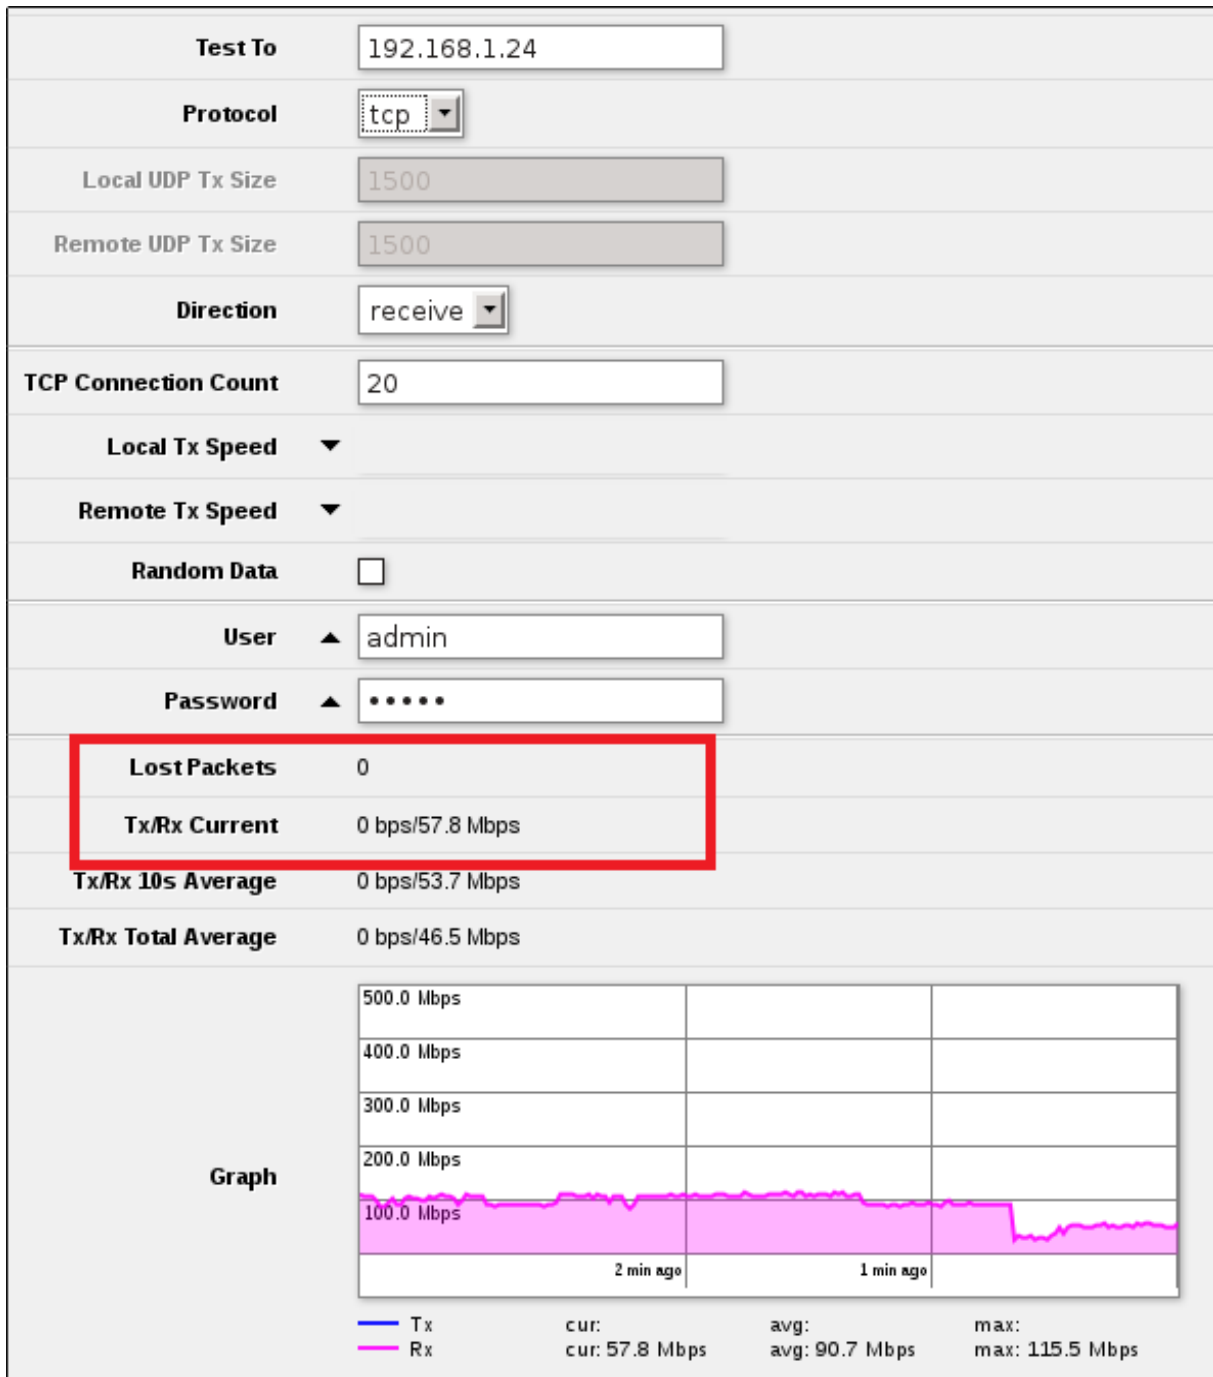 Test To 192.168.1.24
Protocol tcp
Local UDP Tx Size 1500
Remote UDP Tx Size 1500
Direction receive
TCP Connection Count 20
Local Tx Speed
Remote Tx Speed
Random Data
User admin
Password •••••
Lost Packets 0
Tx/Rx Current 0 bps/57.8 Mbps
Tx/Rx 10s Average 0 bps/53.7 Mbps
Tx/Rx Total Average 0 bps/46.5 Mbps
500.0 Mbps
400.0 Mbps
300.0 Mbps
200.0 Mbps
Graph
100.0 Mbps
2 min ago 1 min ago
Tx cur: avg: max:
Rx cur: 57.8 Mbps avg: 90.7 Mbps max: 115.5 Mbps